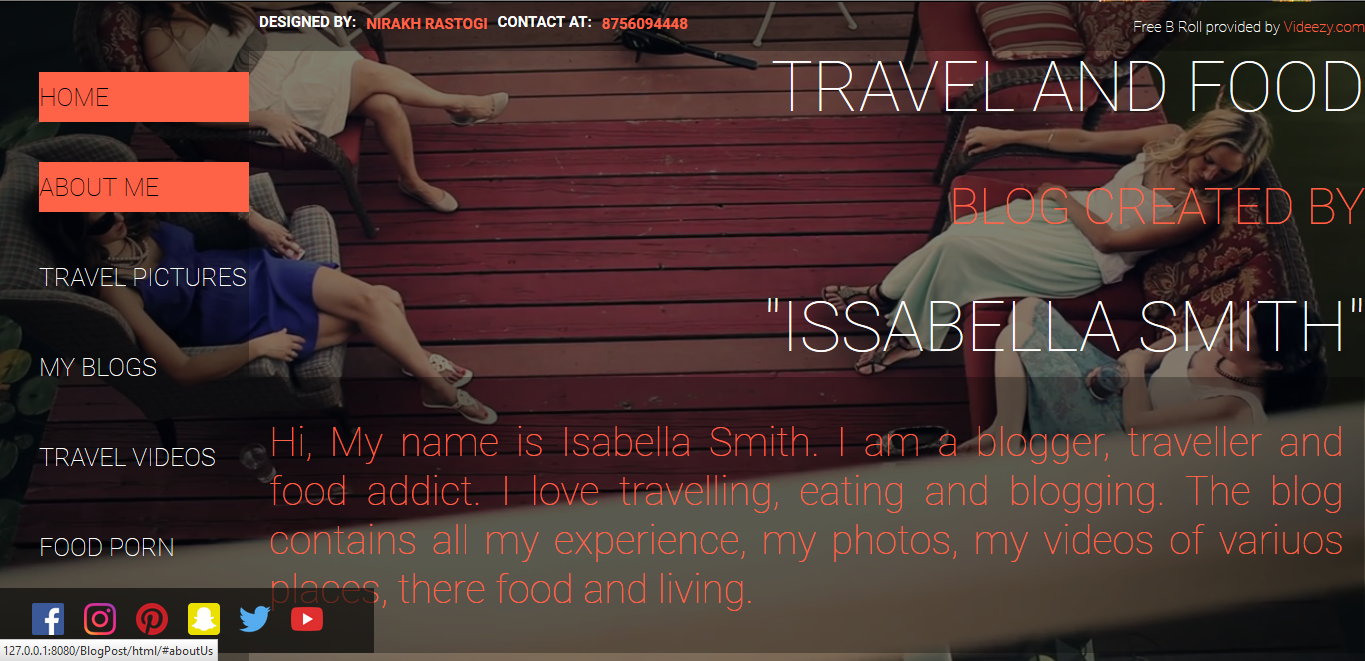 DESIGNED BY: NIRAKH RASTOGI CONTACT AT: 8756094448
Free B Roll provided by Videezy.com
HOME
ABOUT ME
TRAVEL PICTURES
MY BLOGS
TRAVEL VIDEOS
FOOD PORN
TRAVEL AND FOOD
BLOG CREATED BY
"ISSABELLA SMITH"
Hi, My name is Isabella Smith. I am a blogger, traveller and
food addict. I love travelling, eating and blogging. The blog
contains all my experience, my photos, my videos of variuos
places, there food and living.
127.0.0.1:8080/BlogPost/html/#aboutUs